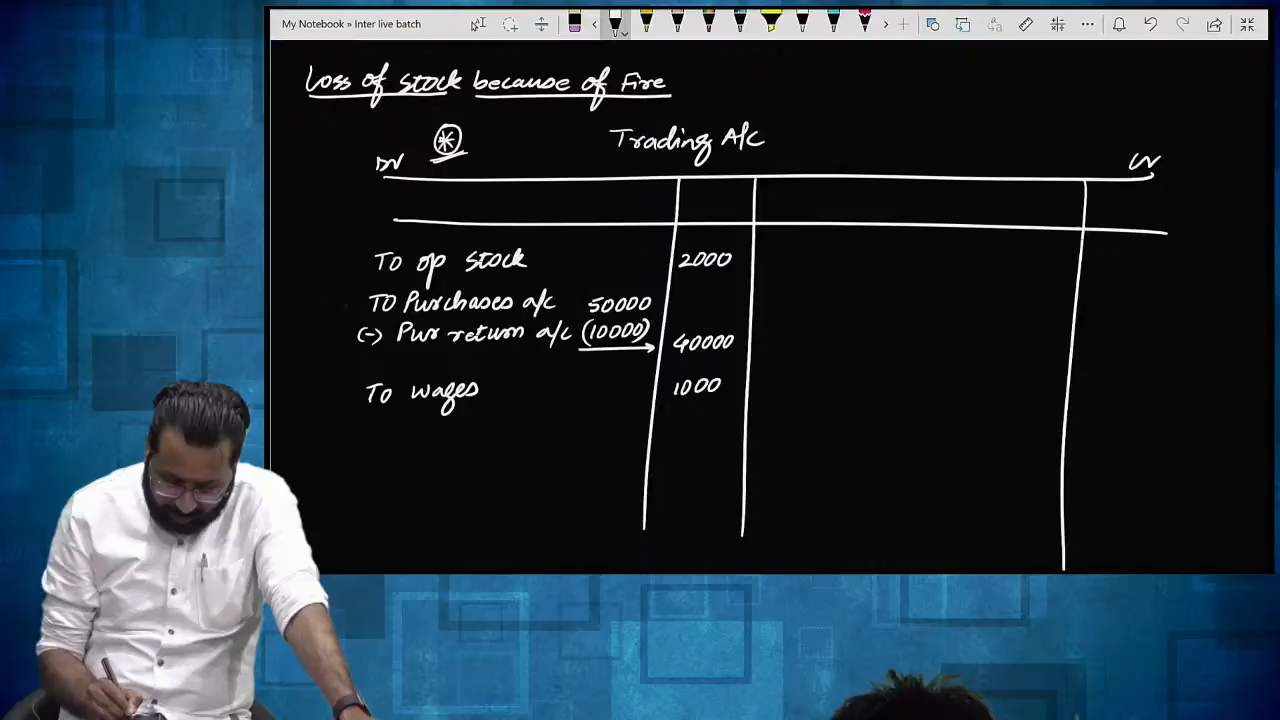 My Notebook » Inter live batch
Loss of stock because of Fire
Trading A/c
Dr Cr
To op stock 2000
To Purchases a/c 50000
(-) Pur return a/c (10000) 40000
To wages 1000